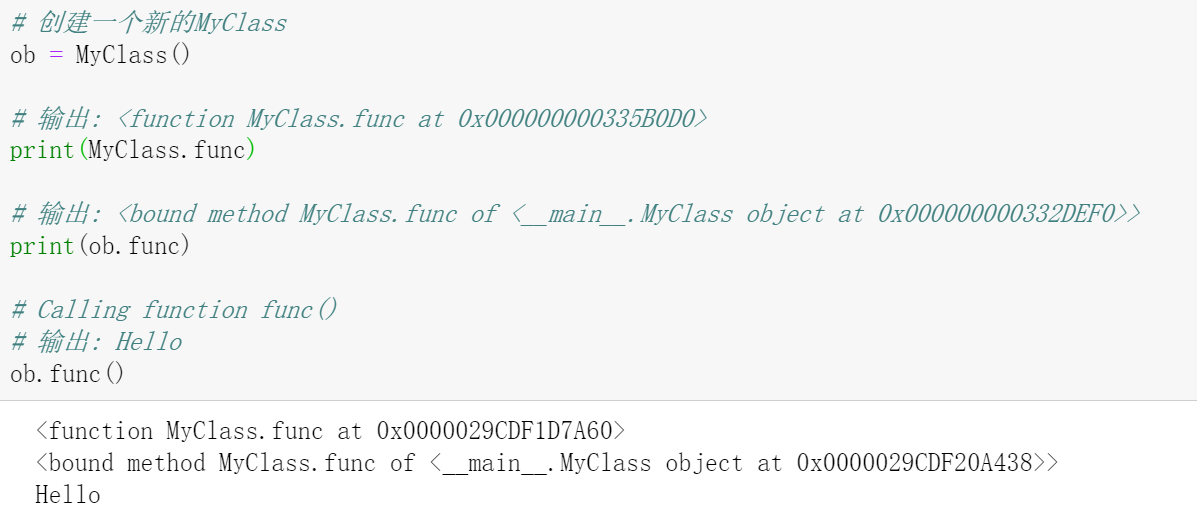 # 创建一个新的MyClass
ob = MyClass()
# 输出: <function MyClass.func at 0x000000000335B0D0>
print(MyClass.func)
# 输出: <bound method MyClass.func of <__main__.MyClass object at 0x000000000332DEF0>>
print(ob.func)
# Calling function func()
# 输出: Hello
ob.func()
<function MyClass.func at 0x0000029CDF1D7A60>
<bound method MyClass.func of <__main__.MyClass object at 0x0000029CDF20A438>>
Hello